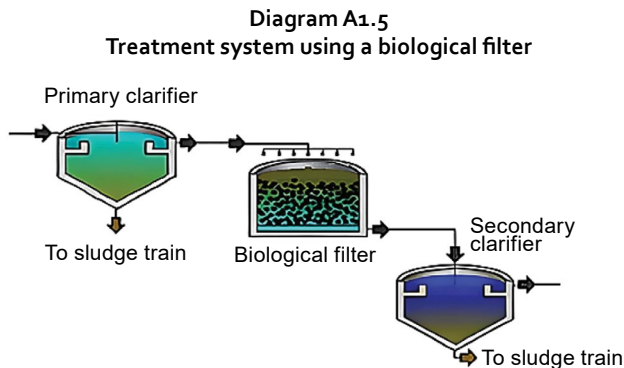 Diagram A1.5
Treatment system using a biological filter
Primary clarifier
To sludge train
Biological filter
Secondary
clarifier
To sludge train